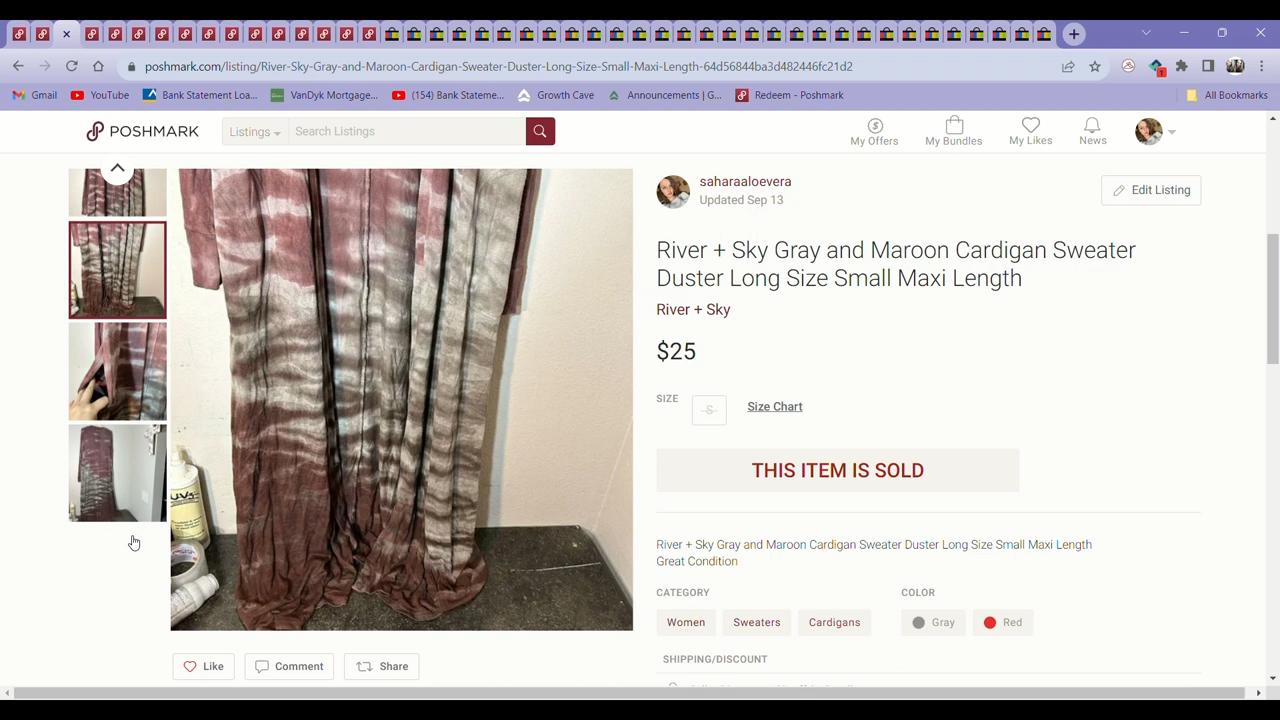 poshmark.com/listing/River-Sky-Gray-and-Maroon-Cardigan-Sweater-Duster-Long-Size-Small-Maxi-Length-64d56844ba3d482446fc21d2
Gmail YouTube Bank Statement Loa... VanDyk Mortgage... (154) Bank Stateme... Growth Cave Announcements | G... Redeem - Poshmark All Bookmarks
POSHMARK Listings Search Listings My Offers My Bundles My Likes News
saharaaloevera
Updated Sep 13
Edit Listing
River + Sky Gray and Maroon Cardigan Sweater
Duster Long Size Small Maxi Length
River + Sky
$25
SIZE S Size Chart
THIS ITEM IS SOLD
River + Sky Gray and Maroon Cardigan Sweater Duster Long Size Small Maxi Length
Great Condition
CATEGORY COLOR
Women Sweaters Cardigans Gray Red
SHIPPING/DISCOUNT
Like Comment Share